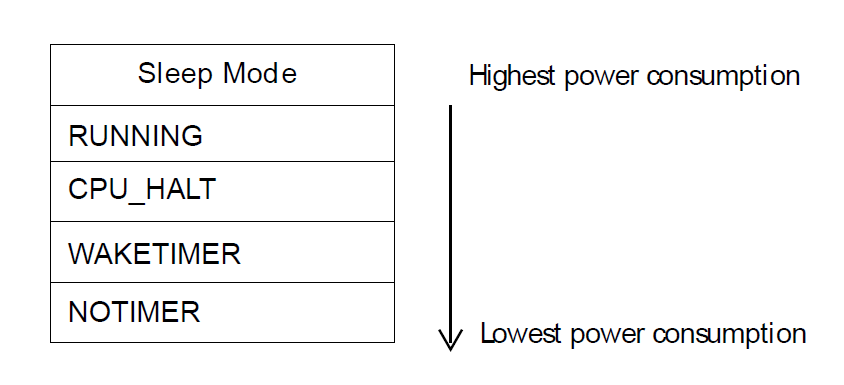 Sleep Mode
Highest power consumption
RUNNING
CPU_HALT
WAKETIMER
NOTIMER
Lowest power consumption